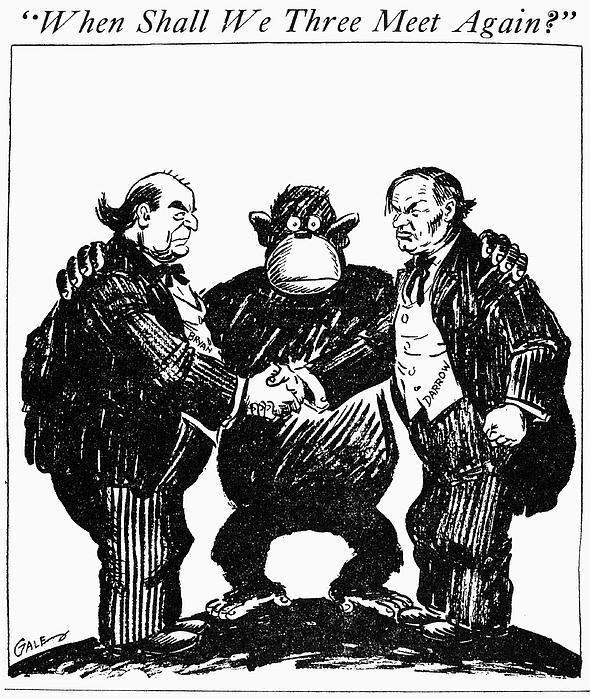 “When Shall We Three Meet Again?”
BRYAN
DARROW
GALE